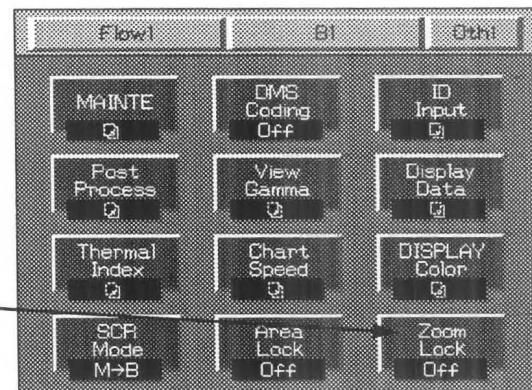 Flow1 B1 Oth1
MAINTE
DMS
Coding
Off
ID
Input
Post
Process
View
Gamma
Display
Data
Thermal
Index
Chart
Speed
DISPLAY
Color
SCR
Mode
M→B
Area
Lock
Off
Zoom
Lock
Off